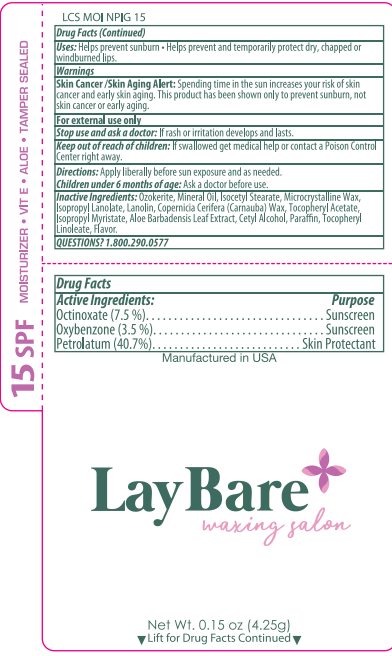 LCS MOI NPIG 15
Drug Facts (Continued)
Uses: Helps prevent sunburn • Helps prevent and temporarily protect dry, chapped or
windburned lips.
Warnings
Skin Cancer /Skin Aging Alert: Spending time in the sun increases your risk of skin
cancer and early skin aging. This product has been shown only to prevent sunburn, not
skin cancer or early aging.
For external use only
Stop use and ask a doctor: If rash or irritation develops and lasts.
Keep out of reach of children: If swallowed get medical help or contact a Poison Control
Center right away.
Directions: Apply liberally before sun exposure and as needed.
Children under 6 months of age: Ask a doctor before use.
Inactive Ingredients: Ozokerite, Mineral Oil, Isocetyl Stearate, Microcrystalline Wax,
Isopropyl Lanolate, Lanolin, Copernicia Cerifera (Carnauba) Wax, Tocopheryl Acetate,
Isopropyl Myristate, Aloe Barbadensis Leaf Extract, Cetyl Alcohol, Paraffin, Tocopheryl
Linoleate, Flavor.
QUESTIONS? 1.800.290.0577
15 SPF MOISTURIZER • VIT E • ALOE • TAMPER SEALED
Drug Facts
Active Ingredients: Purpose
Octinoxate (7.5 %)................................Sunscreen
Oxybenzone (3.5 %)..............................Sunscreen
Petrolatum (40.7%)..........................Skin Protectant
Manufactured in USA
LayBare
waxing salon
Net Wt. 0.15 oz (4.25g)
▼Lift for Drug Facts Continued▼